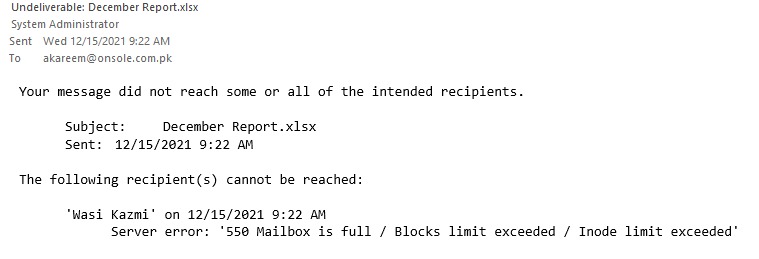 Undeliverable: December Report.xlsx
System Administrator
Sent Wed 12/15/2021 9:22 AM
To akareem@onsole.com.pk
Your message did not reach some or all of the intended recipients.
Subject: December Report.xlsx
Sent: 12/15/2021 9:22 AM
The following recipient(s) cannot be reached:
'Wasi Kazmi' on 12/15/2021 9:22 AM
Server error: '550 Mailbox is full / Blocks limit exceeded / Inode limit exceeded'